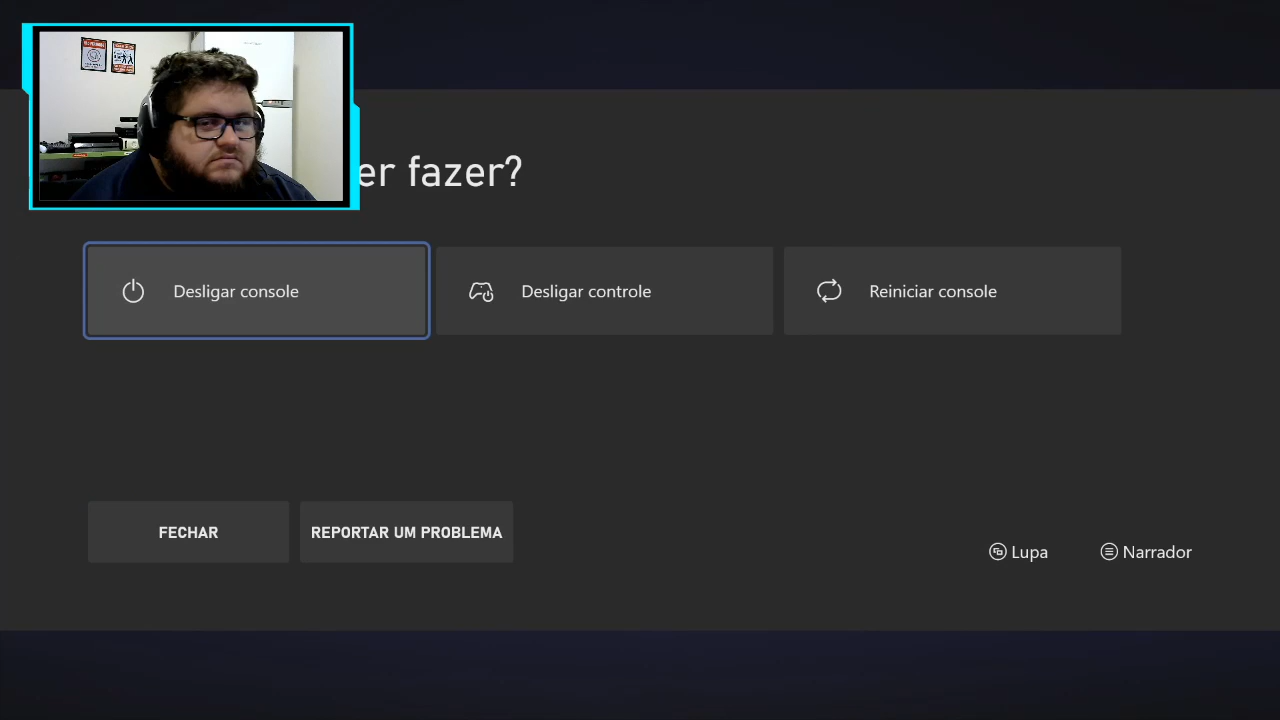 er fazer?
Desligar console
Desligar controle
Reiniciar console
FECHAR
REPORTAR UM PROBLEMA
Lupa
Narrador